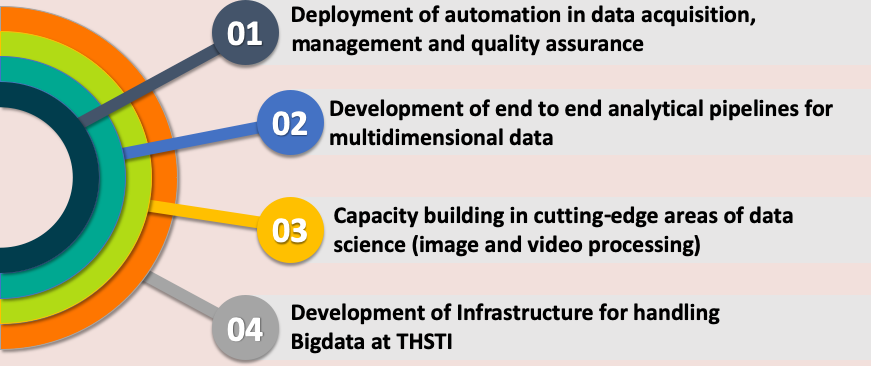 01
Deployment of automation in data acquisition,
management and quality assurance
02
Development of end to end analytical pipelines for
multidimensional data
03
Capacity building in cutting-edge areas of data
science (image and video processing)
04
Development of Infrastructure for handling
Bigdata at THSTI